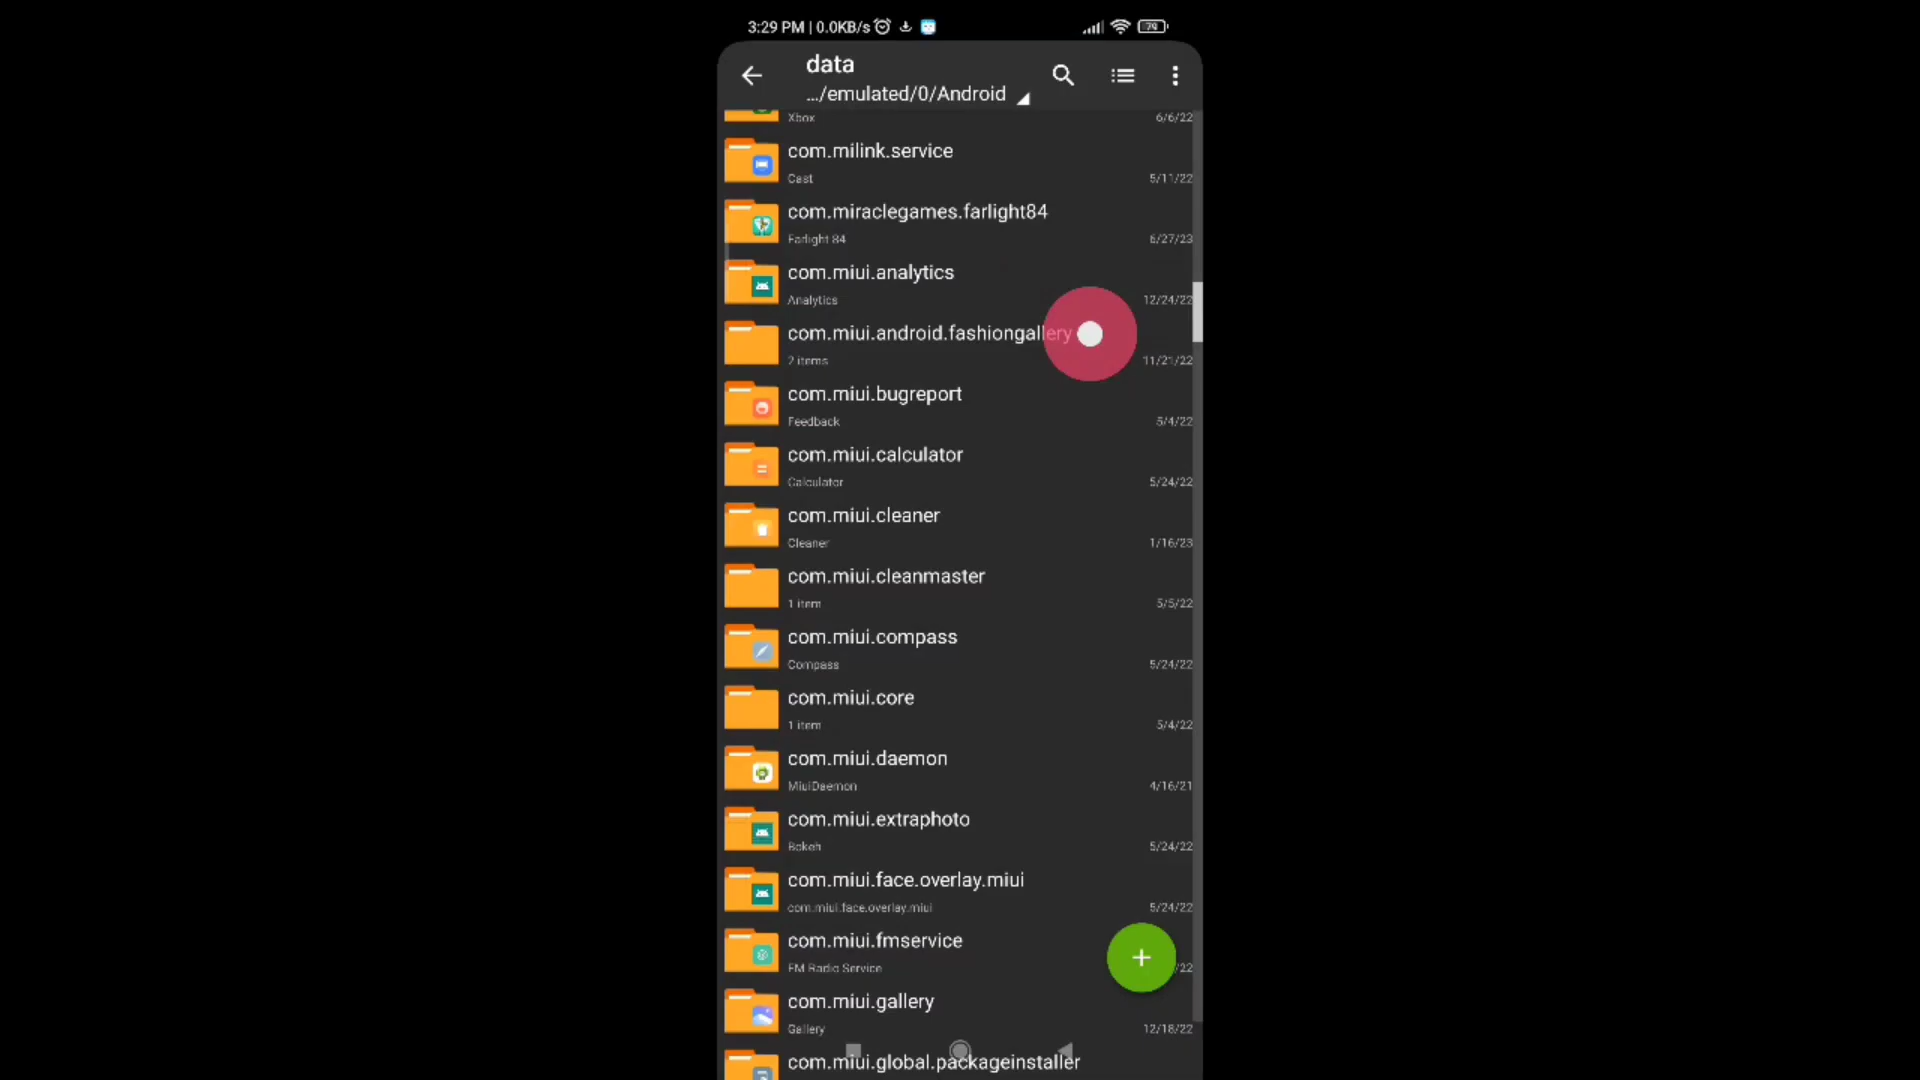 3:29 PM | 0.0KB/s
79
data
.../emulated/0/Android
Xbox 6/6/22
com.milink.service
Cast 5/11/22
com.miraclegames.farlight84
Farlight 84 6/27/23
com.miui.analytics
Analytics 12/24/22
com.miui.android.fashiongallery
2 items 11/21/22
com.miui.bugreport
Feedback 5/4/22
com.miui.calculator
Calculator 5/24/22
com.miui.cleaner
Cleaner 1/16/23
com.miui.cleanmaster
1 item 5/5/22
com.miui.compass
Compass 5/24/22
com.miui.core
1 item 5/4/22
com.miui.daemon
MiuiDaemon 4/16/21
com.miui.extraphoto
Bokeh 5/24/22
com.miui.face.overlay.miui
com.miui.face.overlay.miui 5/24/22
com.miui.fmservice
FM Radio Service /22
com.miui.gallery
Gallery 12/18/22
com.miui.global.packageinstaller